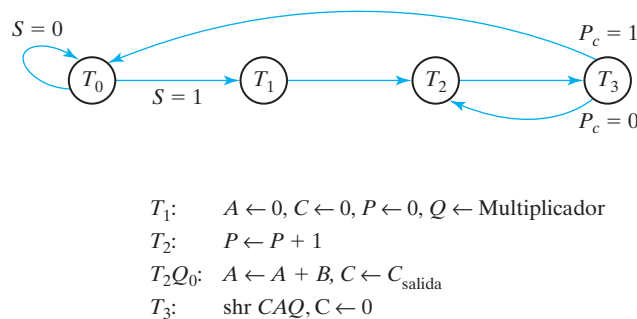 S = 0
P_c = 1
T_0
T_1
T_2
T_3
S = 1
P_c = 0
T_1: A ← 0, C ← 0, P ← 0, Q ← Multiplicador
T_2: P ← P + 1
T_2Q_0: A ← A + B, C ← C_salida
T_3: shr CAQ, C ← 0